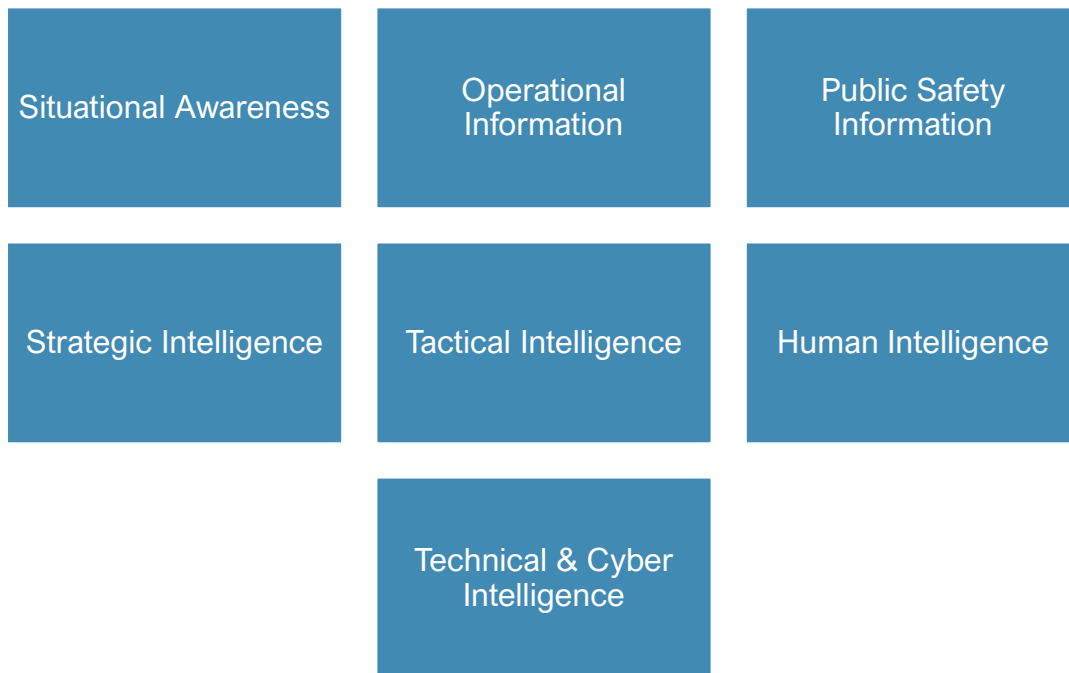 Situational Awareness
Operational
Information
Public Safety
Information
Strategic Intelligence
Tactical Intelligence
Human Intelligence
Technical & Cyber
Intelligence